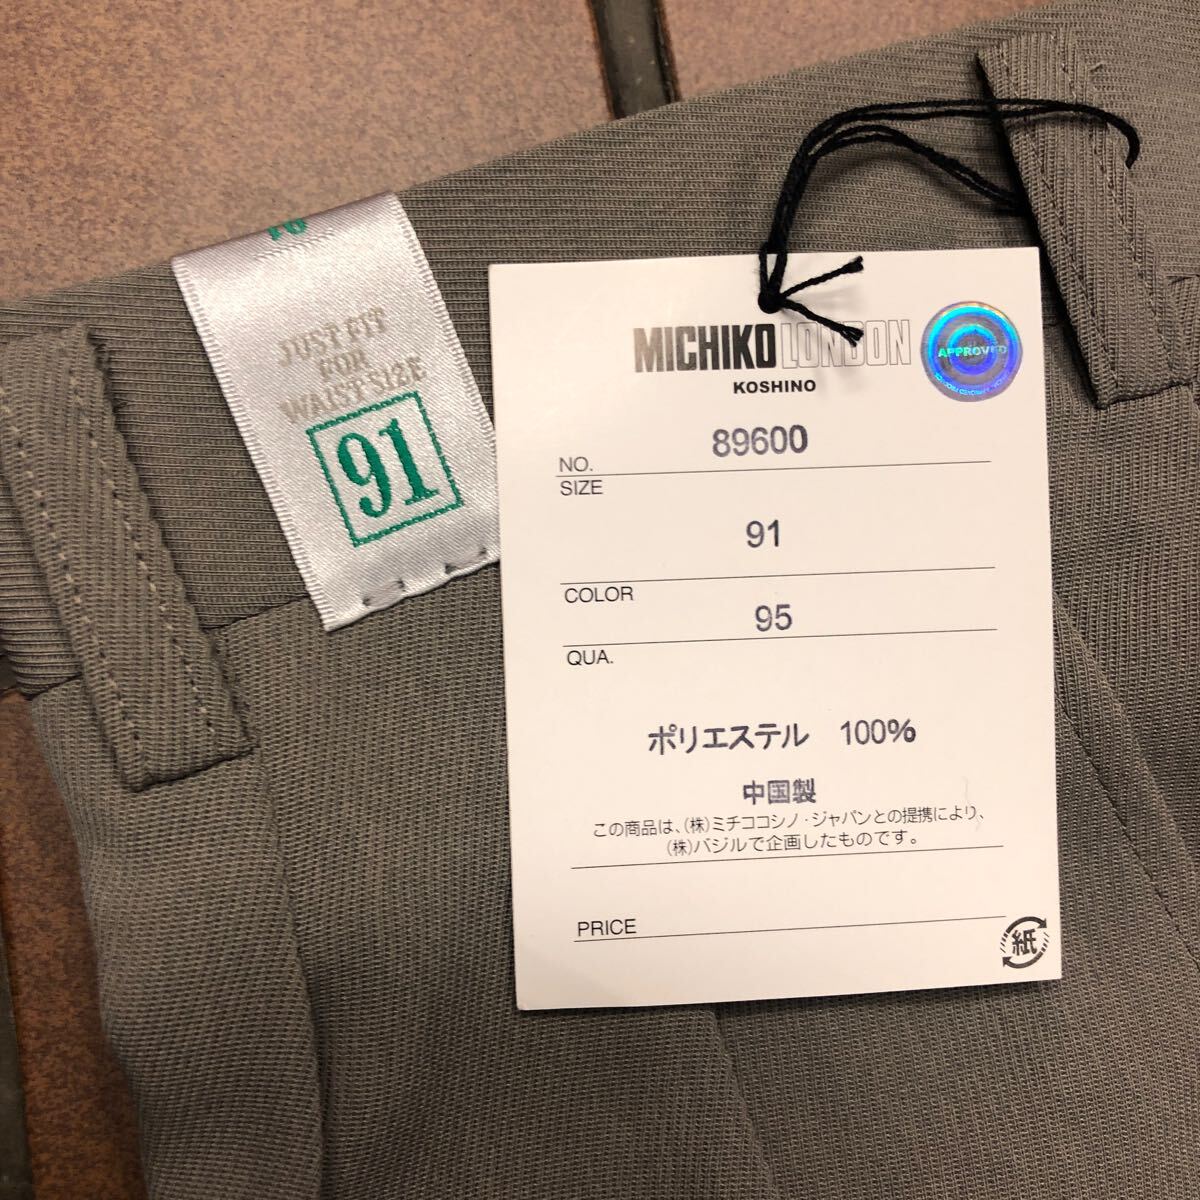 91
JUST FIT
FOR
WAIST SIZE
91
MICHIKO LONDON
KOSHINO
APPROVED
NO. 89600
SIZE
91
COLOR
95
QUA.
ポリエステル 100%
中国製
この商品は、(株)ミチココシノ・ジャパンとの提携により、
(株)バジルで企画したものです。
PRICE
紙